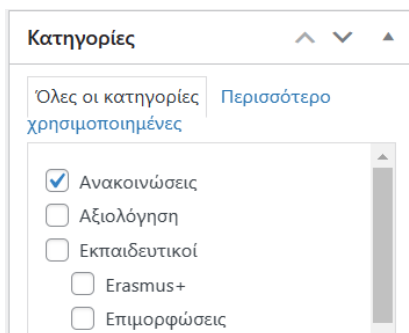 Κατηγορίες
Όλες οι κατηγορίες Περισσότερο
χρησιμοποιημένες
Ανακοινώσεις
Αξιολόγηση
Εκπαιδευτικοί
Erasmus+
Επιμορφώσεις